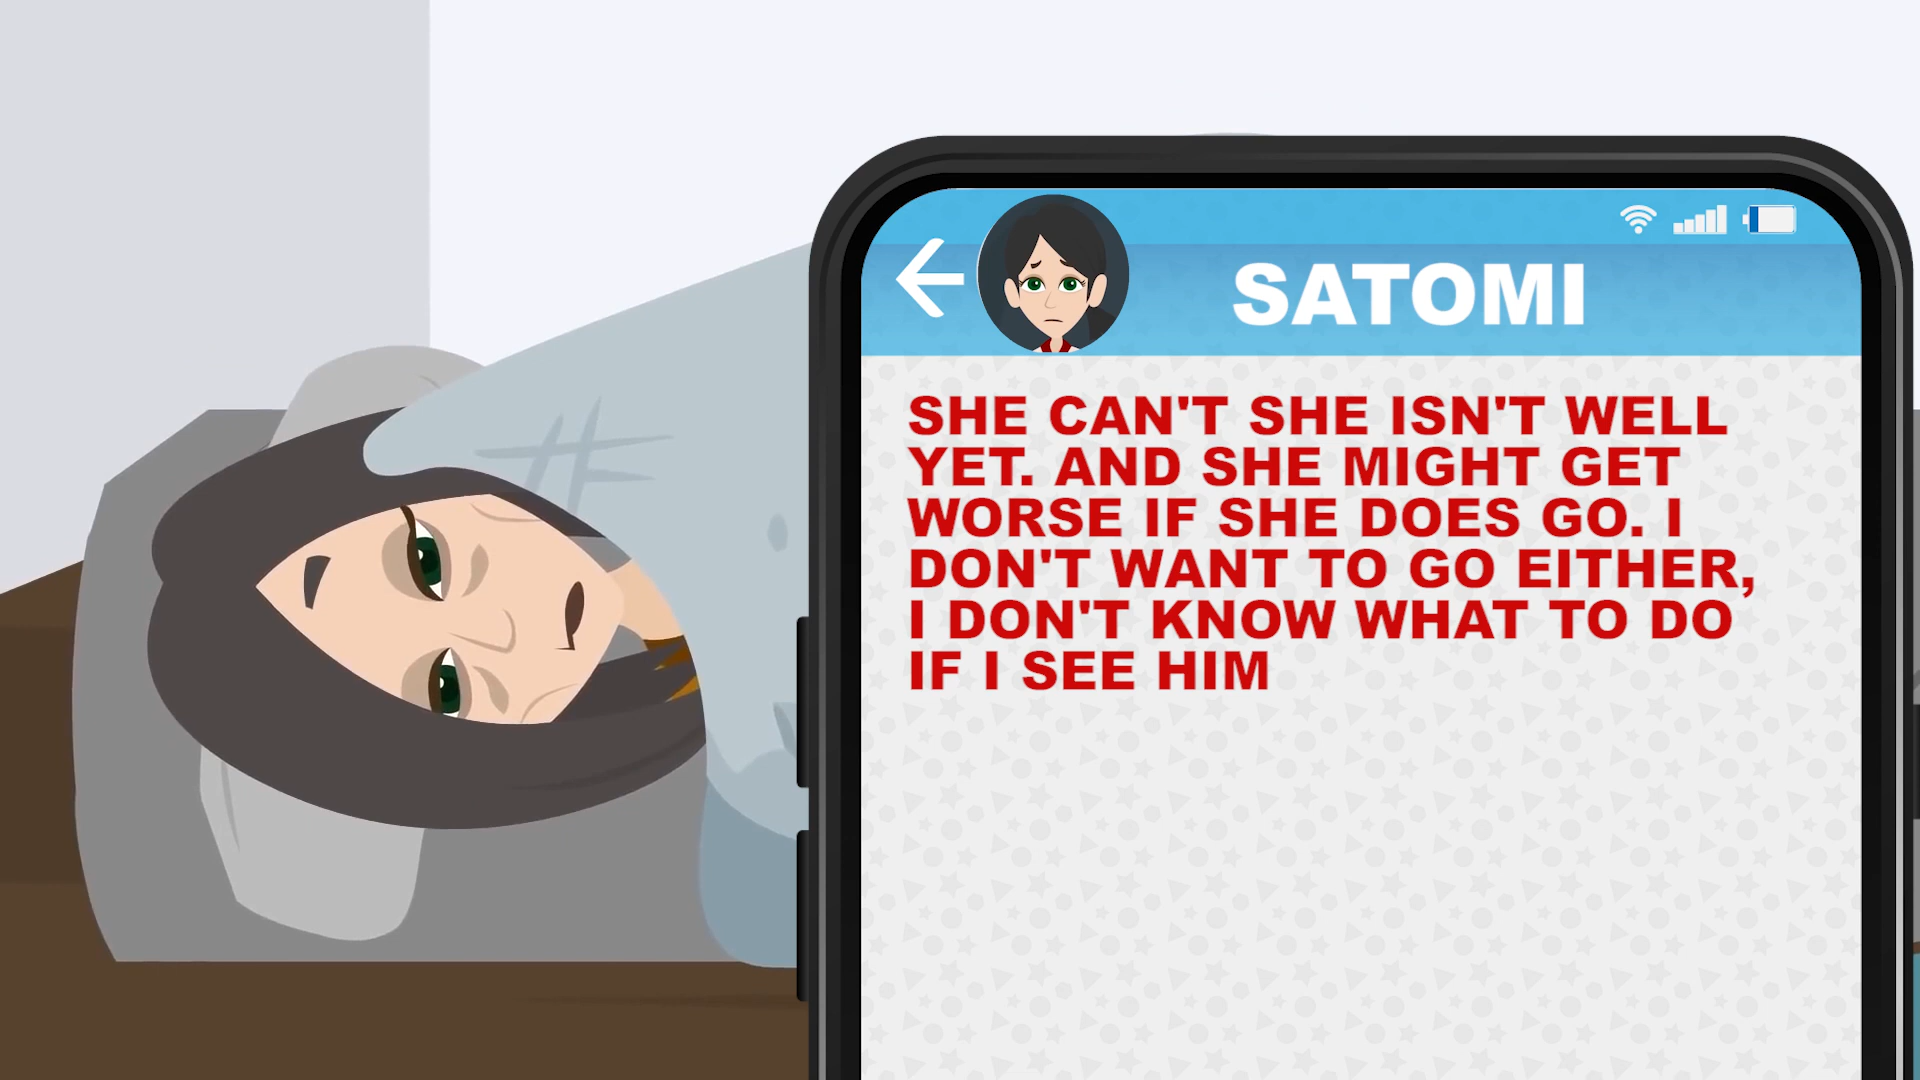 SATOMI
SHE CAN'T SHE ISN'T WELL
YET. AND SHE MIGHT GET
WORSE IF SHE DOES GO. I
DON'T WANT TO GO EITHER,
I DON'T KNOW WHAT TO DO
IF I SEE HIM